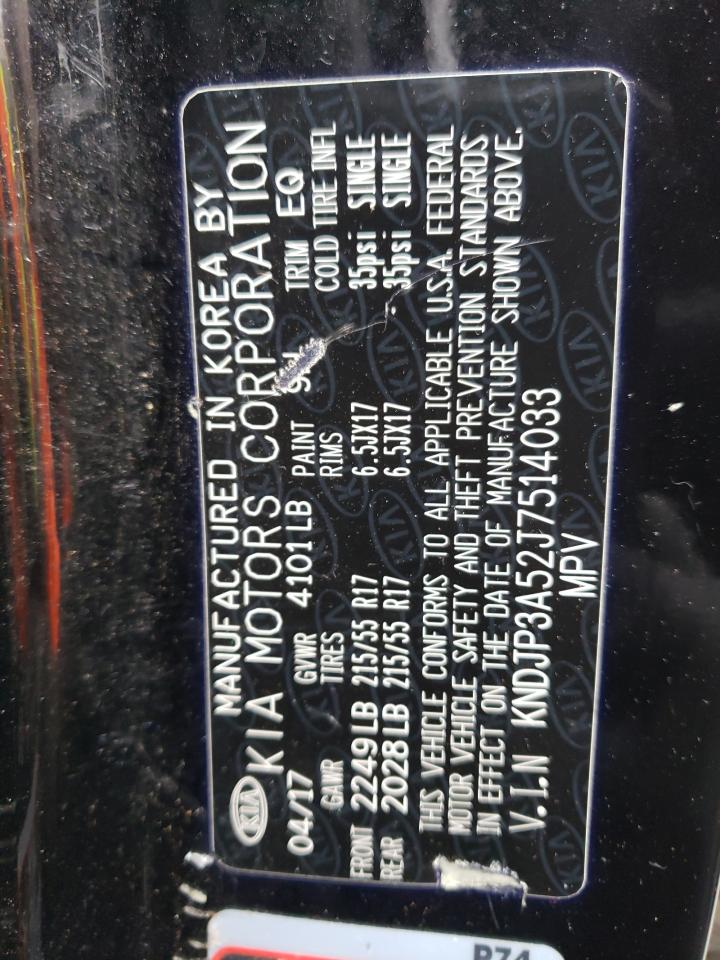 KIA MANUFACTURED IN KOREA BY
KIA MOTORS CORPORATION
04/17 GVWR 4101LB PAINT TRIM EQ
GAWR TIRES RIMS COLD TIRE INFL
FRONT 2249LB 215/55 R17 6.5JX17 35psi SINGLE
REAR 2028LB 215/55 R17 6.5JX17 35psi SINGLE
THIS VEHICLE CONFORMS TO ALL APPLICABLE U.S.A. FEDERAL
MOTOR VEHICLE SAFETY AND THEFT PREVENTION STANDARDS
IN EFFECT ON THE DATE OF MANUFACTURE SHOWN ABOVE.
V.I.N KNDJP3A52J7514033
MPV